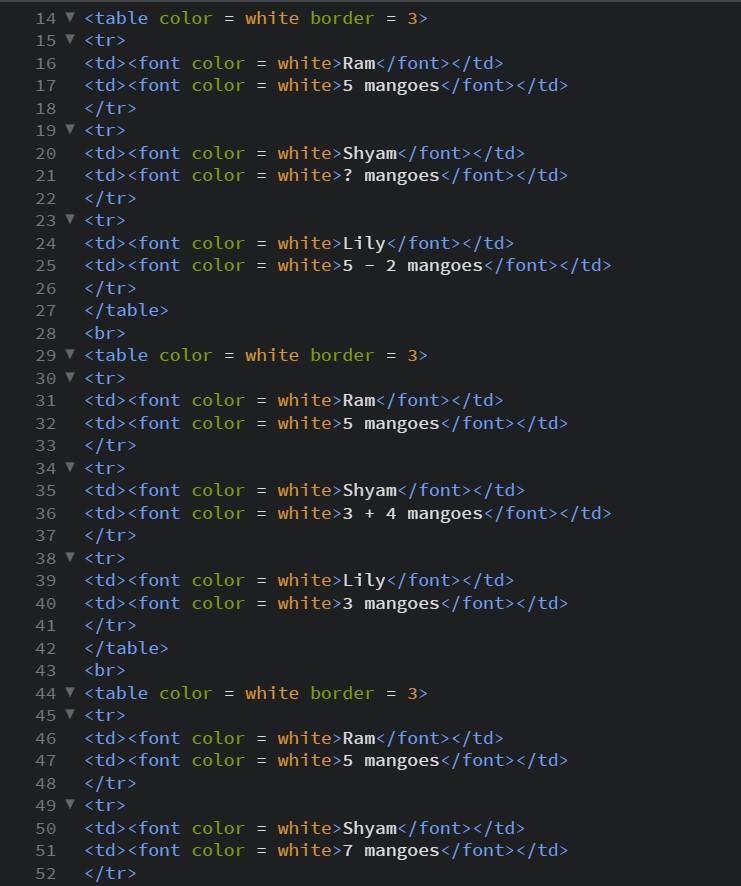 14 ▼ <table color = white border = 3>
15 ▼ <tr>
16 <td><font color = white>Ram</font></td>
17 <td><font color = white>5 mangoes</font></td>
18 </tr>
19 ▼ <tr>
20 <td><font color = white>Shyam</font></td>
21 <td><font color = white>? mangoes</font></td>
22 </tr>
23 ▼ <tr>
24 <td><font color = white>Lily</font></td>
25 <td><font color = white>5 - 2 mangoes</font></td>
26 </tr>
27 </table>
28 <br>
29 ▼ <table color = white border = 3>
30 ▼ <tr>
31 <td><font color = white>Ram</font></td>
32 <td><font color = white>5 mangoes</font></td>
33 </tr>
34 ▼ <tr>
35 <td><font color = white>Shyam</font></td>
36 <td><font color = white>3 + 4 mangoes</font></td>
37 </tr>
38 ▼ <tr>
39 <td><font color = white>Lily</font></td>
40 <td><font color = white>3 mangoes</font></td>
41 </tr>
42 </table>
43 <br>
44 ▼ <table color = white border = 3>
45 ▼ <tr>
46 <td><font color = white>Ram</font></td>
47 <td><font color = white>5 mangoes</font></td>
48 </tr>
49 ▼ <tr>
50 <td><font color = white>Shyam</font></td>
51 <td><font color = white>7 mangoes</font></td>
52 </tr>